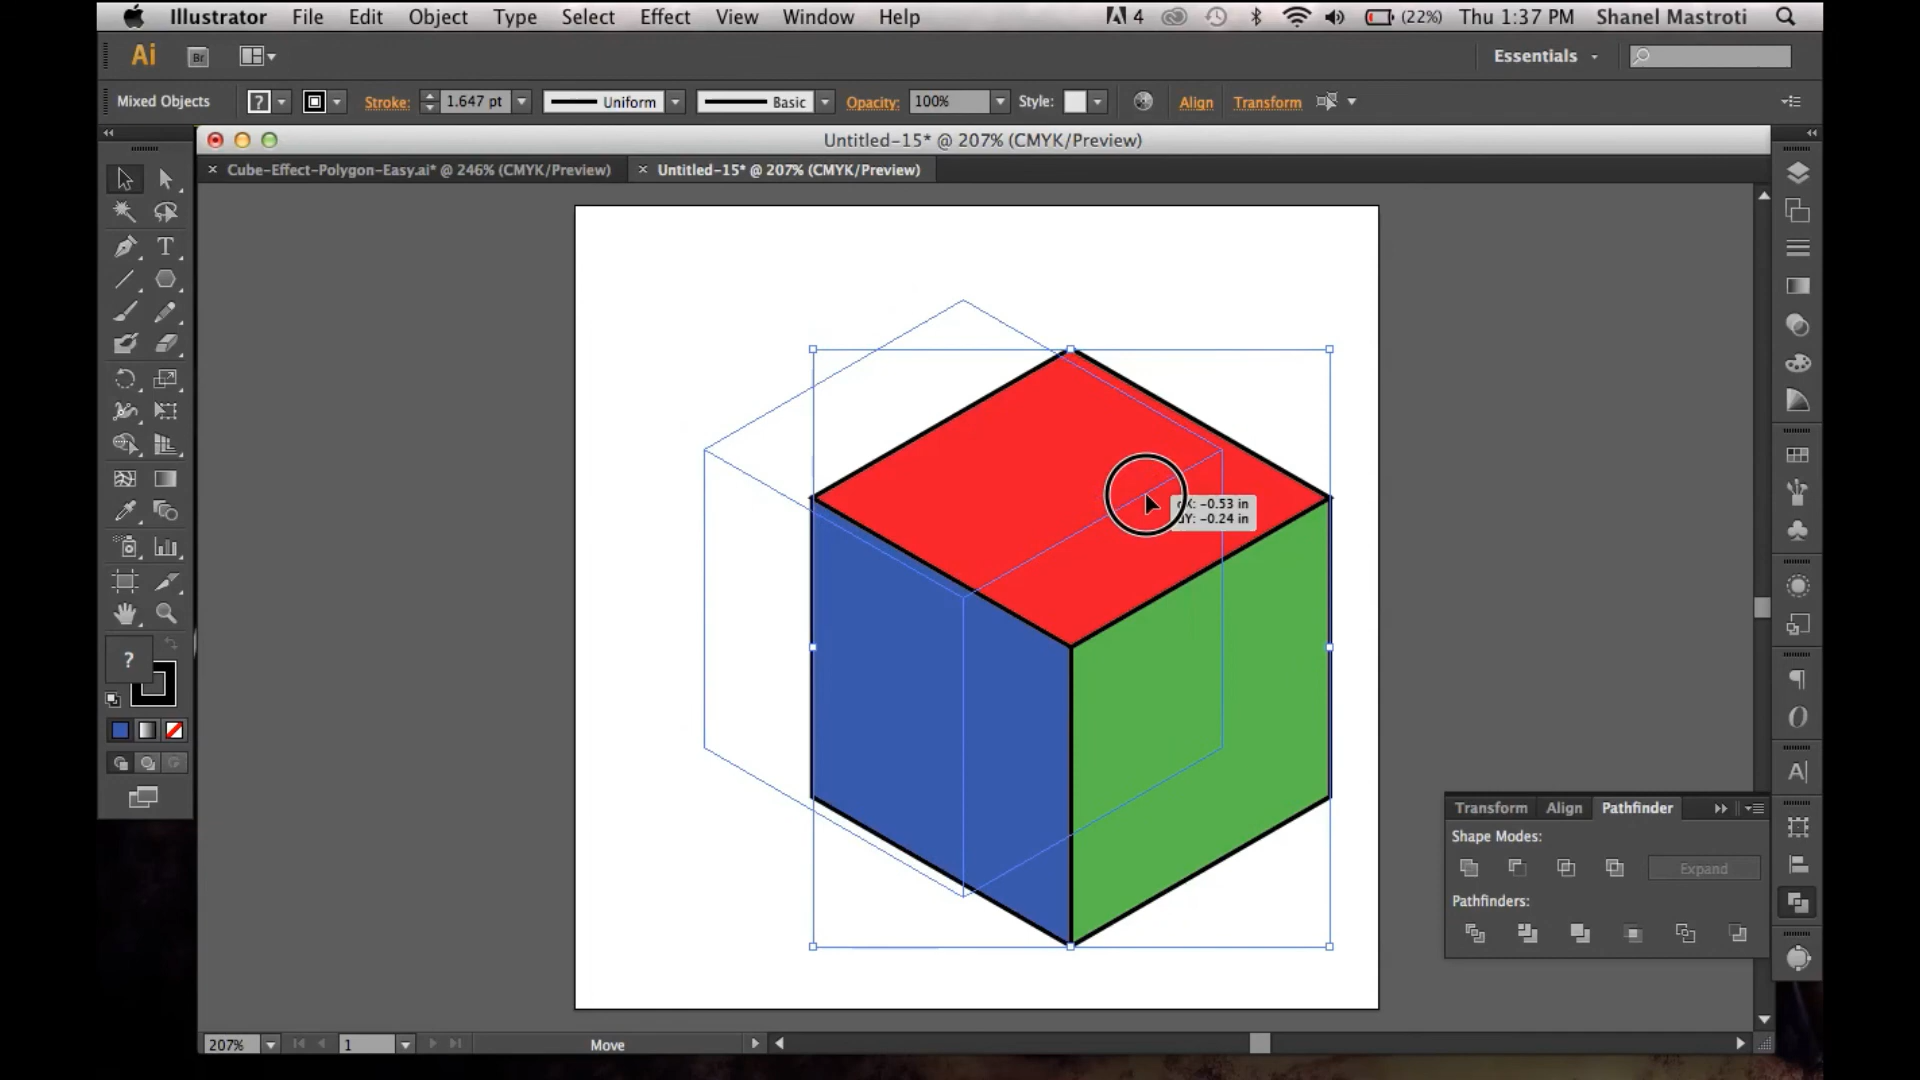 Illustrator File Edit Object Type Select Effect View Window Help 4 (22%) Thu 1:37 PM Shanel Mastroti
Ai Br Essentials
Mixed Objects ? Stroke: 1.647 pt Uniform Basic Opacity: 100% Style: Align Transform
Untitled-15* @ 207% (CMYK/Preview)
× Cube-Effect-Polygon-Easy.ai* @ 246% (CMYK/Preview) × Untitled-15* @ 207% (CMYK/Preview)
-0.53 in
-0.24 in
?
Transform Align Pathfinder
Shape Modes:
Expand
Pathfinders:
207% 1 Move